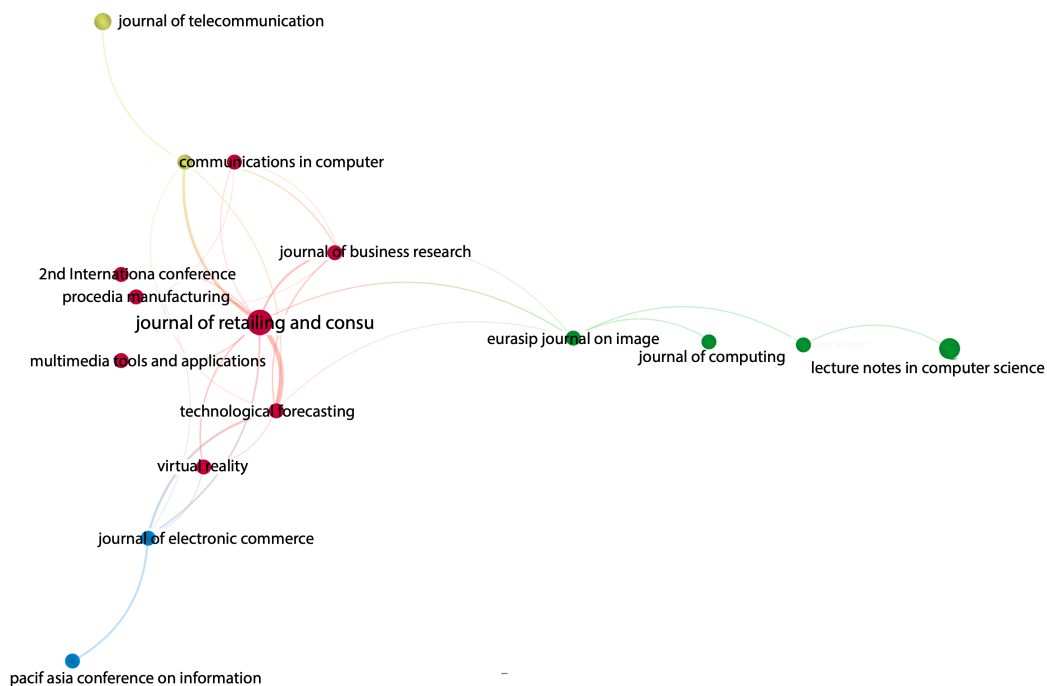 journal of telecommunication
communications in computer
journal of business research
2nd Internationa conference
procedia manufacturing
journal of retailing and consu
eurasip journal on image
journal of computing
multimedia tools and applications
lecture notes in computer science
technological forecasting
virtual reality
journal of electronic commerce
pacif asia conference on information